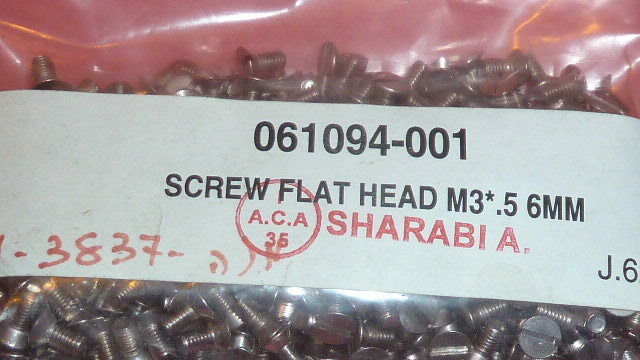 061094-001
SCREW FLAT HEAD M3*.5 6MM
A.C.A
35
SHARABI A.
-3837-
J.6